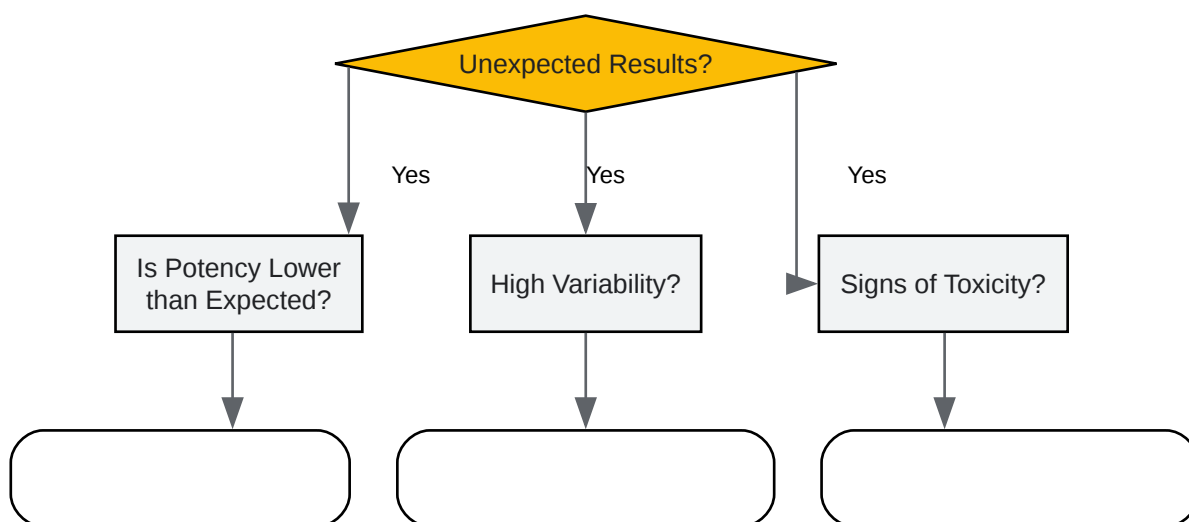 Unexpected Results?
Yes
Yes
Yes
Is Potency Lower
than Expected?
High Variability?
Signs of Toxicity?